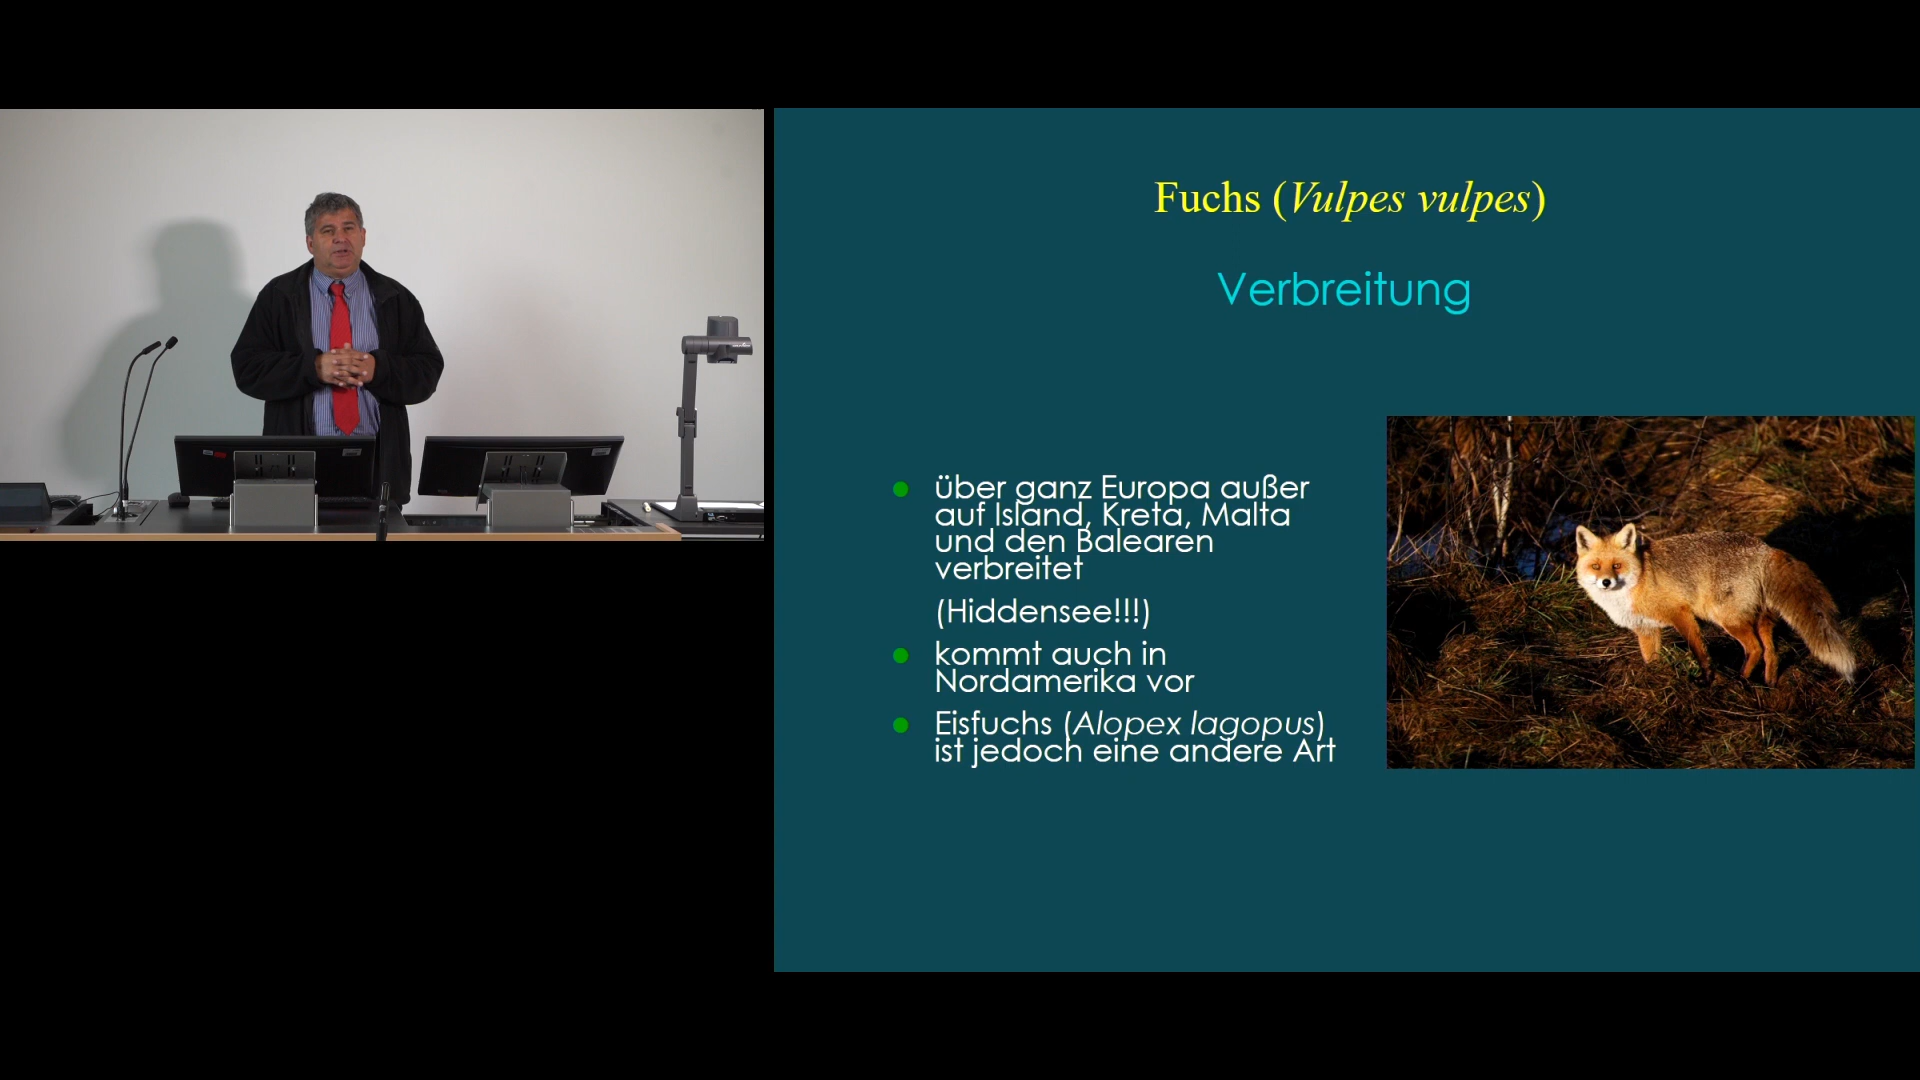 Fuchs (Vulpes vulpes)
Verbreitung
über ganz Europa außer
auf Island, Kreta, Malta
und den Balearen
verbreitet
(Hiddensee!!!)
kommt auch in
Nordamerika vor
Eisfuchs (Alopex lagopus)
ist jedoch eine andere Art